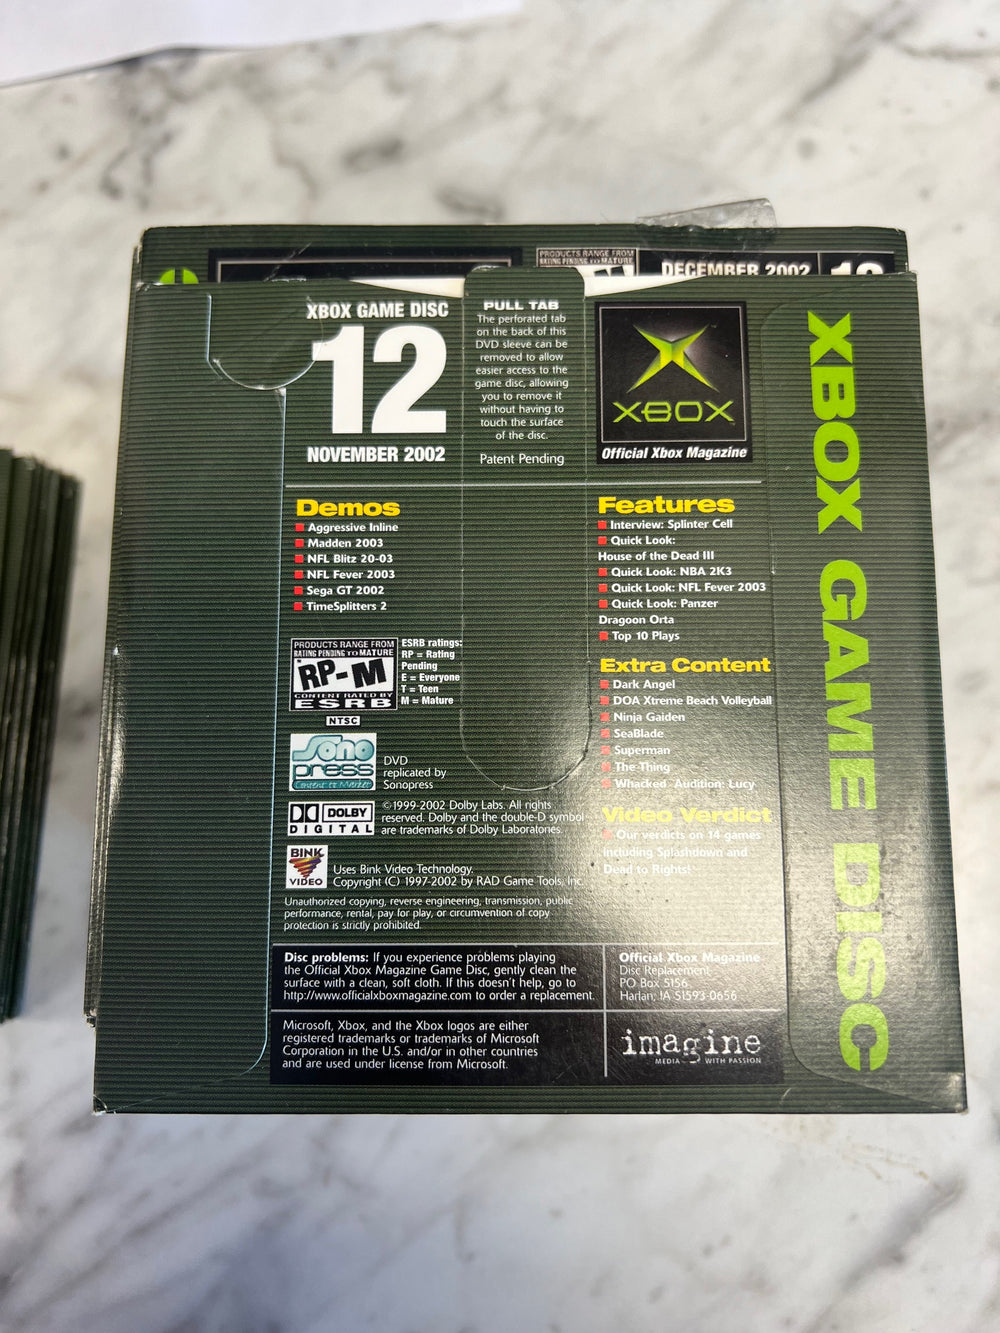 PRODUCTS RANGE FROM
RATING PENDING TO MATURE
DECEMBER 2002
XBOX GAME DISC
12
NOVEMBER 2002
PULL TAB
The perforated tab
on the back of this
DVD sleeve can be
removed to allow
easier access to the
game disc, allowing
you to remove it
without having to
touch the surface
of the disc.
Patent Pending
XBOX
Official Xbox Magazine
XBOX GAME DISC
Demos
Aggressive Inline
Madden 2003
NFL Blitz 20-03
NFL Fever 2003
Sega GT 2002
TimeSplitters 2
Features
Interview: Splinter Cell
Quick Look:
House of the Dead III
Quick Look: NBA 2K3
Quick Look: NFL Fever 2003
Quick Look: Panzer
Dragoon Orta
Top 10 Plays
PRODUCTS RANGE FROM
RATING PENDING TO MATURE
RP-M
CONTENT RATED BY
ESRB
ESRB ratings:
RP = Rating
Pending
E = Everyone
T = Teen
M = Mature
NTSC
Extra Content
Dark Angel
DOA Xtreme Beach Volleyball
Ninja Gaiden
SeaBlade
Superman
The Thing
Whacked Audition: Lucy
Sono
press
Content to Market
DVD
replicated by
Sonopress
DOLBY
DIGITAL
©1999-2002 Dolby Labs. All rights
reserved. Dolby and the double-D symbol
are trademarks of Dolby Laboratories.
Video Verdict
Our verdicts on 14 games
including Splashdown and
Dead to Rights!
BINK
VIDEO
Uses Bink Video Technology.
Copyright (C) 1997-2002 by RAD Game Tools, Inc.
Unauthorized copying, reverse engineering, transmission, public
performance, rental, pay for play, or circumvention of copy
protection is strictly prohibited.
Disc problems: If you experience problems playing
the Official Xbox Magazine Game Disc, gently clean the
surface with a clean, soft cloth. If this doesn't help, go to
http://www.officialxboxmagazine.com to order a replacement.
Official Xbox Magazine
Disc Replacement
PO Box 5156
Harlan, IA 51593-0656
Microsoft, Xbox, and the Xbox logos are either
registered trademarks or trademarks of Microsoft
Corporation in the U.S. and/or in other countries
and are used under license from Microsoft.
imagine
MEDIA WITH PASSION